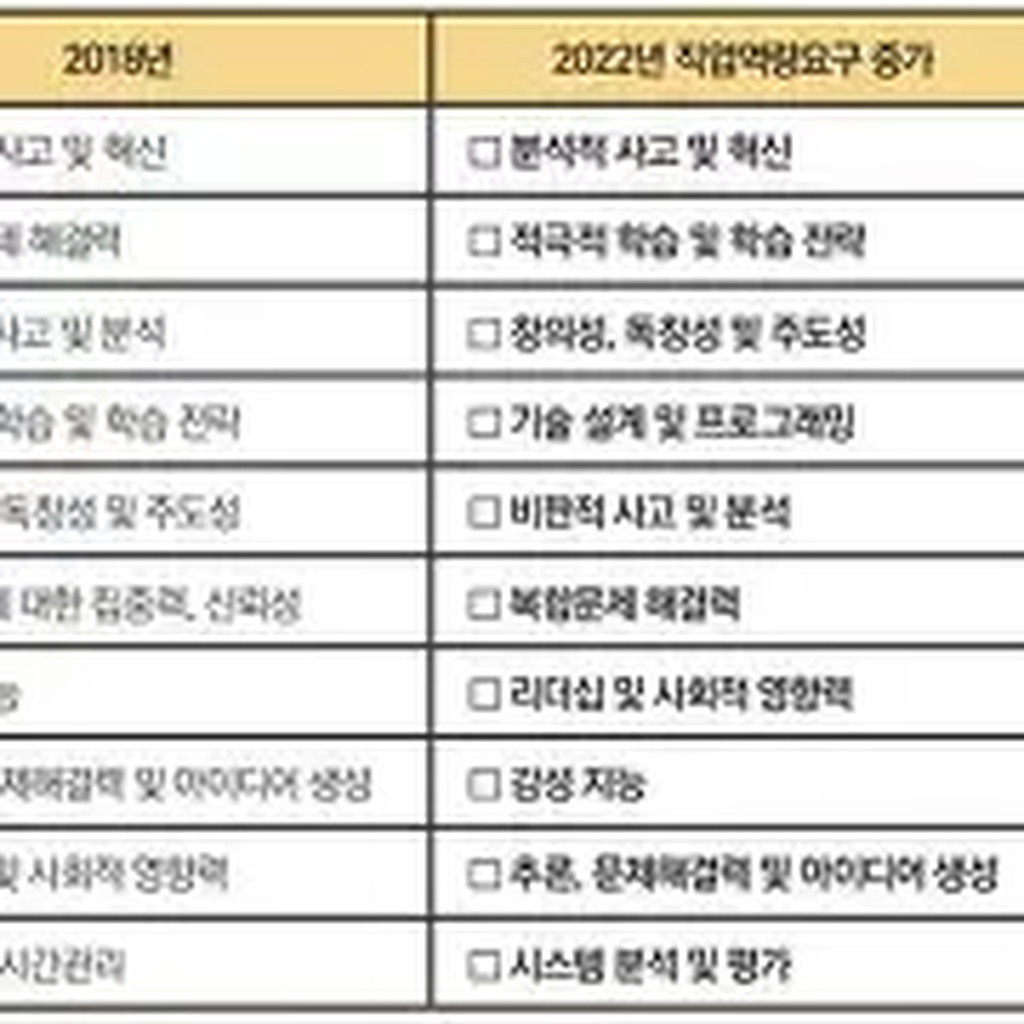 2018년 2022년 직업역량요구 증가
사고 및 혁신 □ 분석적 사고 및 혁신
해결력 □ 적극적 학습 및 학습 전략
사고 및 분석 □ 창의성, 독창성 및 주도성
학습 및 학습 전략 □ 기술 설계 및 프로그래밍
독창성 및 주도성 □ 비판적 사고 및 분석
대한 집중력, 신뢰성 □ 복합문제 해결력
□ 리더십 및 사회적 영향력
제해결력 및 아이디어 생성 □ 감성 지능
및 사회적 영향력 □ 추론, 문제해결력 및 아이디어 생성
시간관리 □ 시스템 분석 및 평가